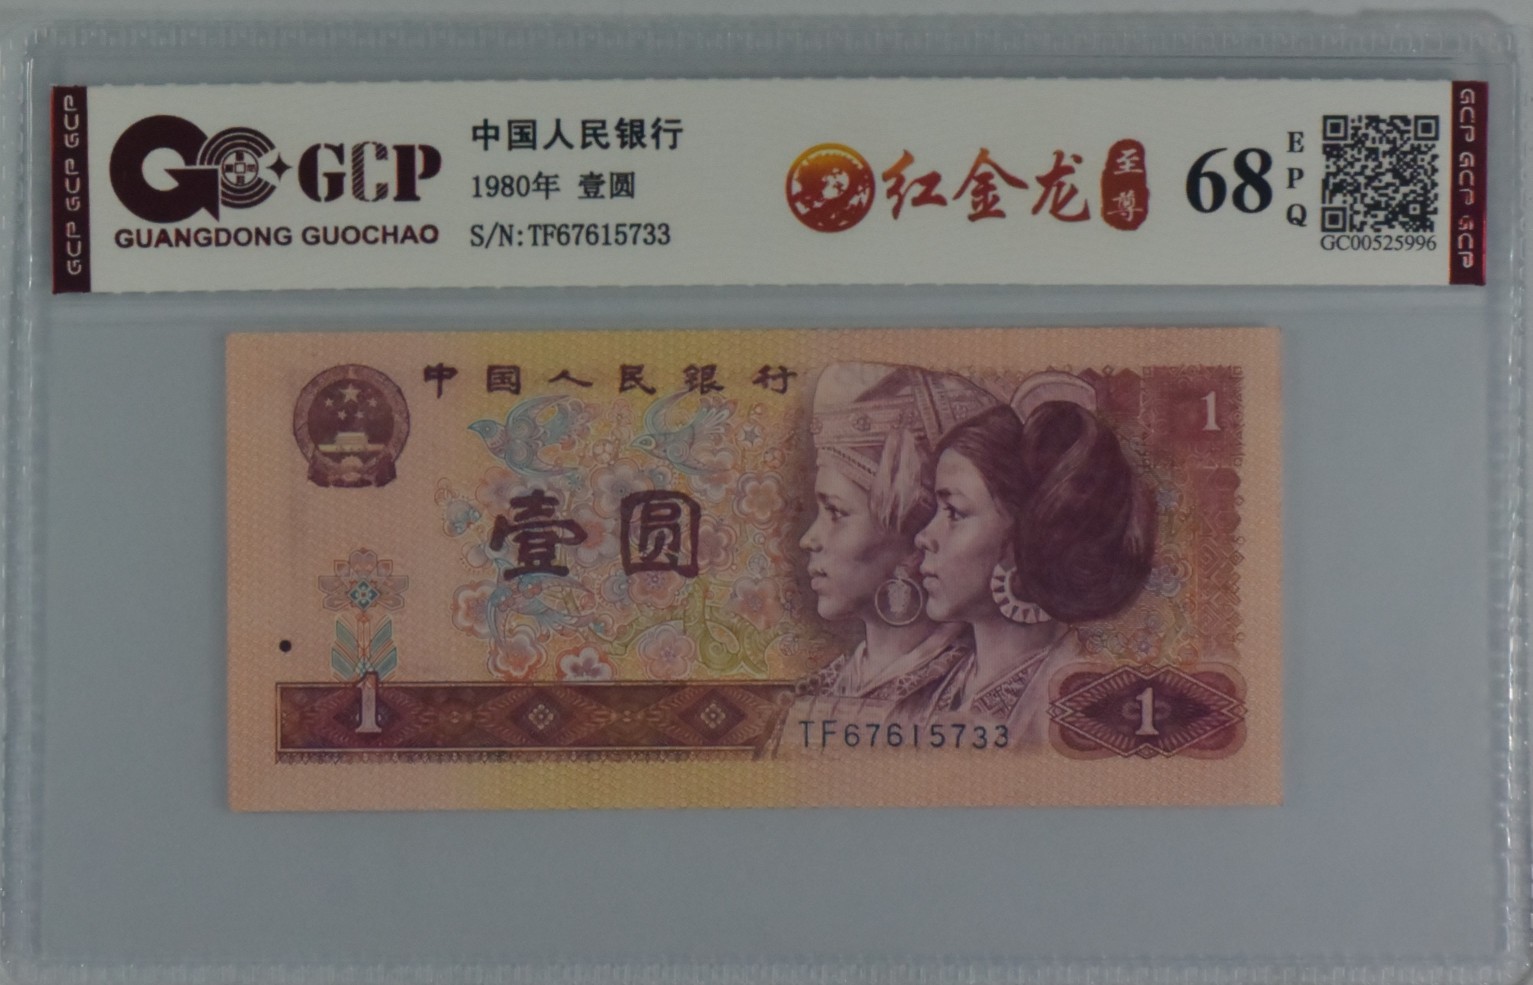 GCP GCP GCP
GCP
GUANGDONG GUOCHAO
中国人民银行
1980年 壹圆
S/N:TF67615733
红金龙
至尊
68
EPQ
GC00525996
GCP GCP GCP
中国人民银行
1
壹圆
1
TF67615733
1